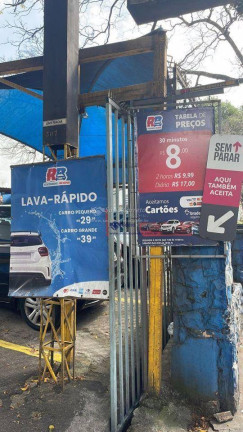 RB
LAVA-RÁPIDO
CARRO PEQUENO
-29
CARRO GRANDE
-39
RB
TABELA DE
PREÇOS
30 minutos
8
2 horas R$ 9,99
Diária R$ 17,00
Aceitamos
Cartões
SEM
PARAR
AQUI
TAMBÉM
ACEITA